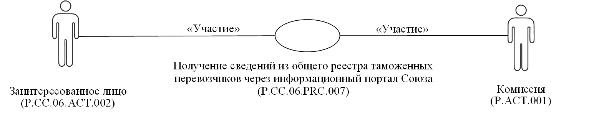 «Участие»
«Участие»
Получение сведений из общего реестра таможенных
перевозчиков через информационный портал Союза
(P.CC.06.PRC.007)
Заинтересованное лицо
(P.CC.06.ACT.002)
Комиссия
(P.ACT.001)